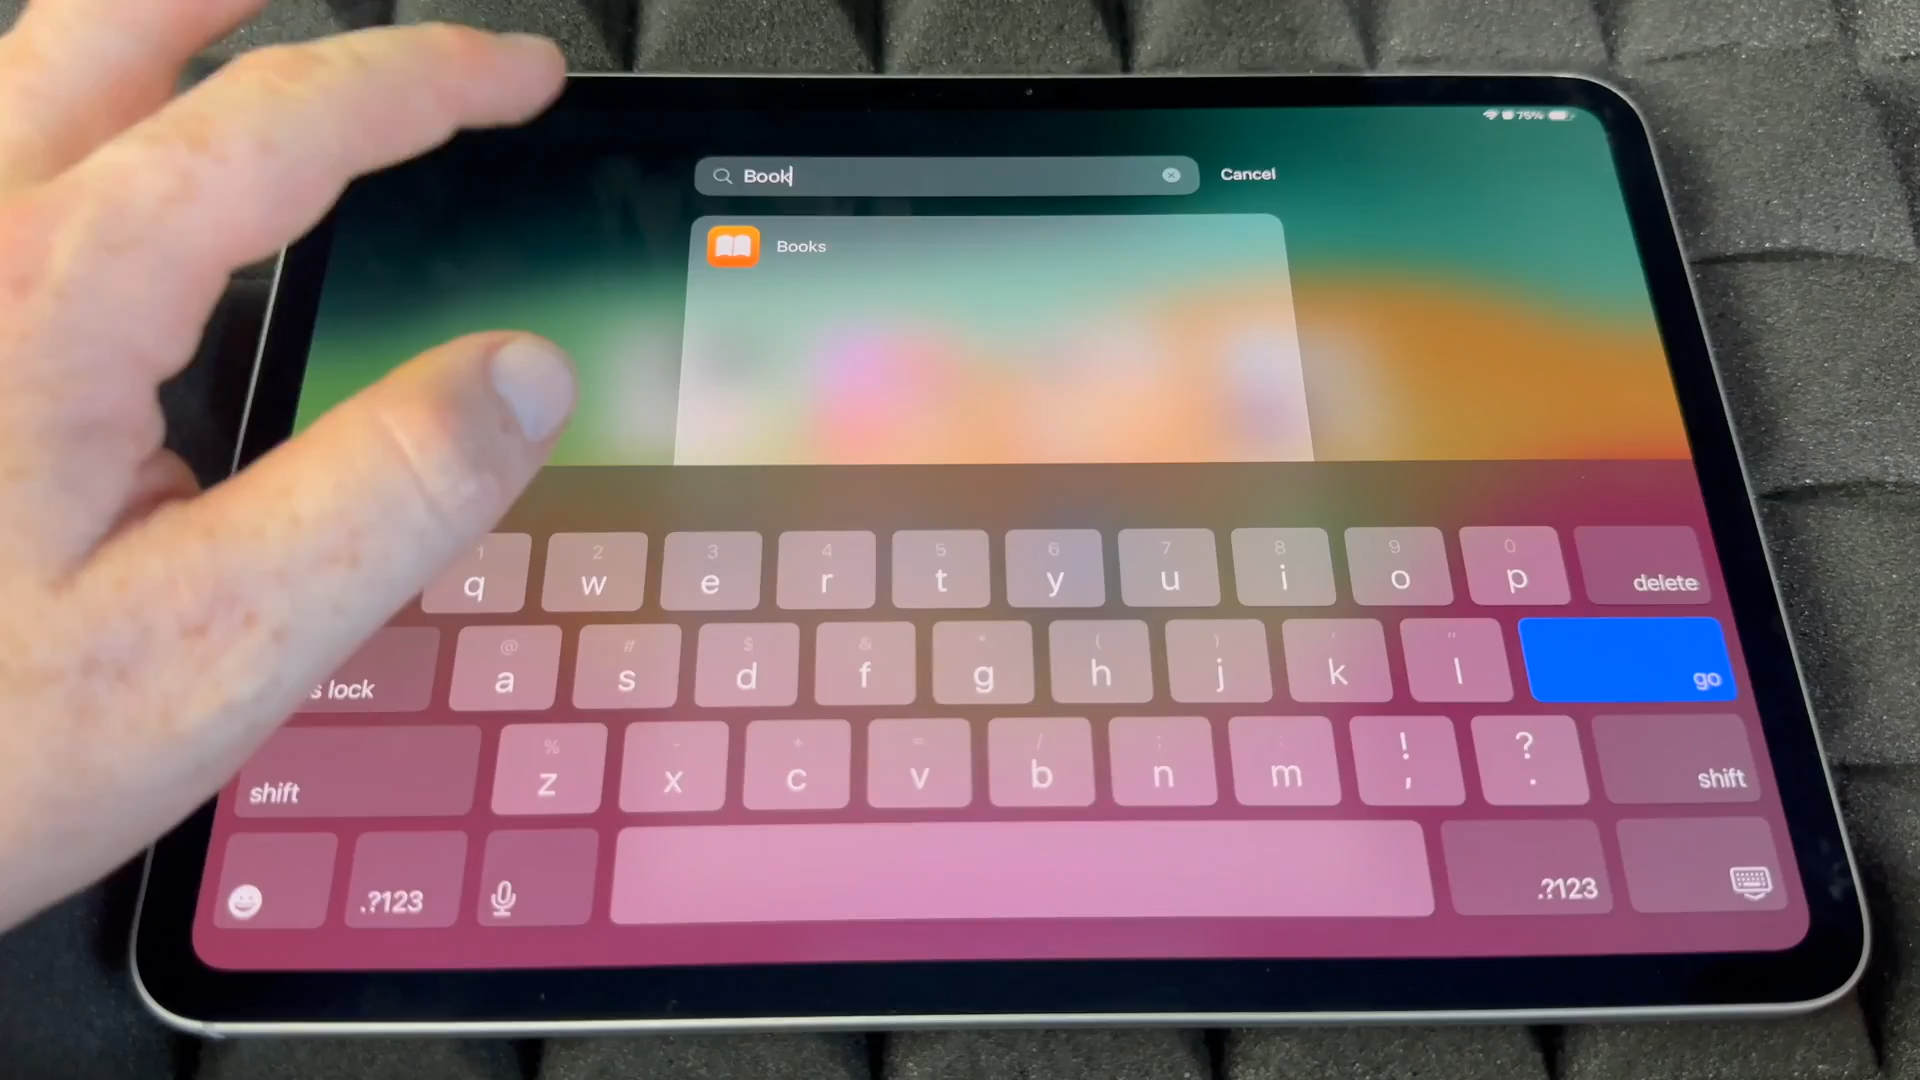 75%
Book
Cancel
Books
1 2 3 4 5 6 7 8 9 0
q w e r t y u i o p delete
@ # $ & * ( ) ' "
s lock a s d f g h j k l go
% - + = / ; : ! ?
shift z x c v b n m , . shift
.?123 .?123